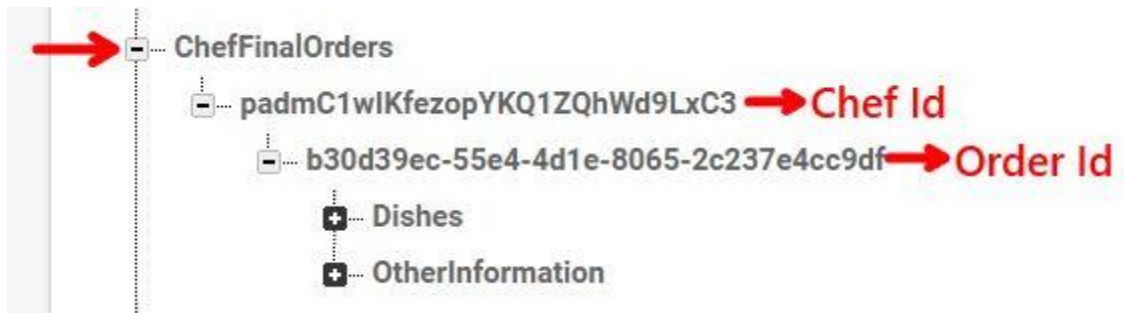 ChefFinalOrders
padmC1wIKfezopYKQ1ZQhWd9LxC3 Chef Id
b30d39ec-55e4-4d1e-8065-2c237e4cc9df Order Id
Dishes
OtherInformation